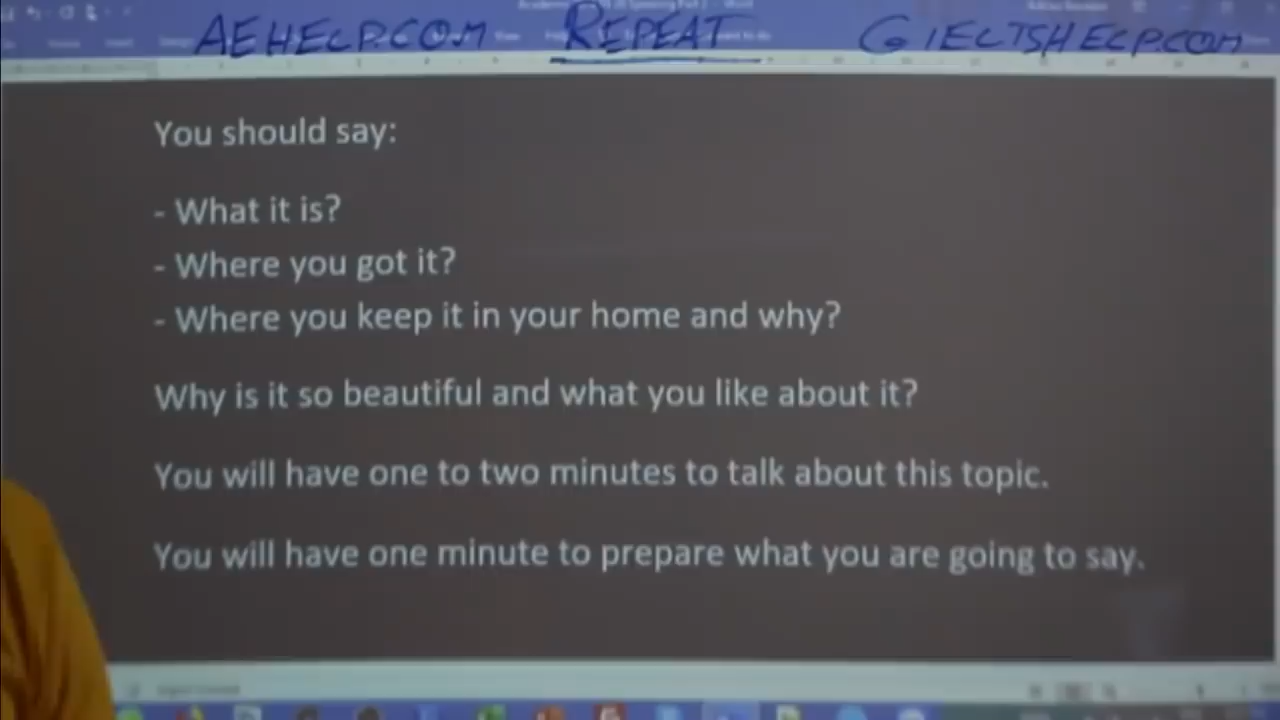 AEHELP.COM REPEAT GIELTSHELP.COM
You should say:
- What it is?
- Where you got it?
- Where you keep it in your home and why?
Why is it so beautiful and what you like about it?
You will have one to two minutes to talk about this topic.
You will have one minute to prepare what you are going to say.